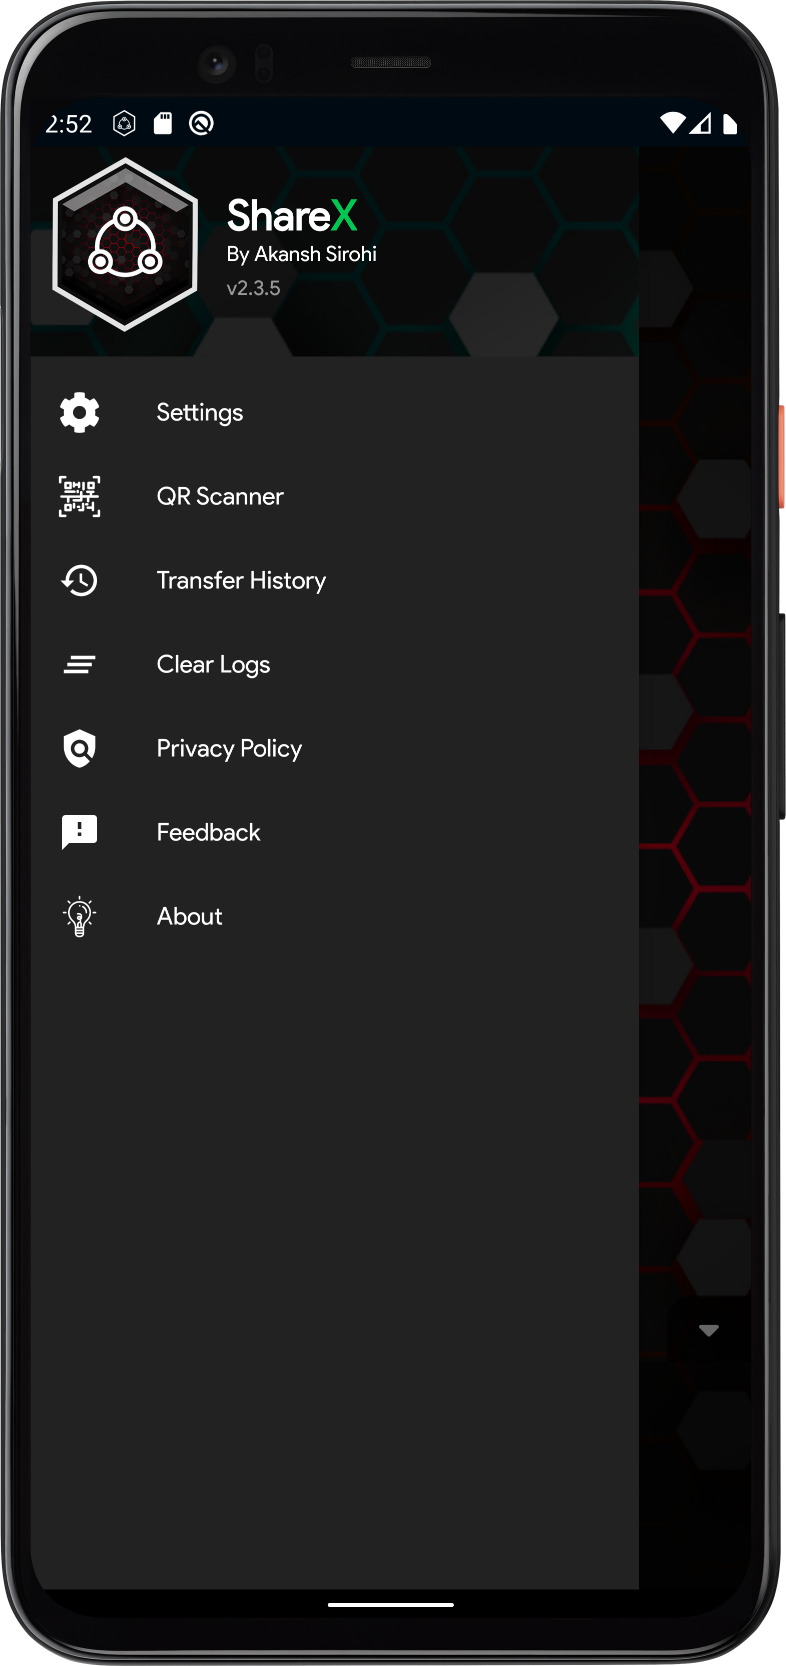 2:52
ShareX
By Akansh Sirohi
v2.3.5
Settings
QR Scanner
Transfer History
Clear Logs
Privacy Policy
Feedback
About